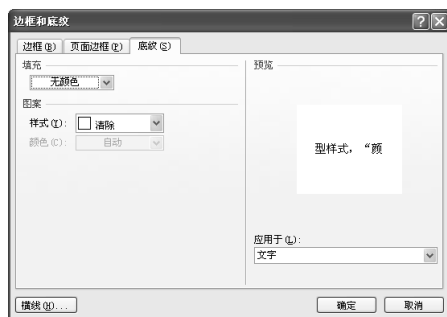 边框和底纹
边框(B) 页面边框(P) 底纹(S)
填充
无颜色
图案
样式(Y): 清除
颜色(C): 自动
预览
型样式，“颜
应用于(L):
文字
横线(H)... 确定 取消